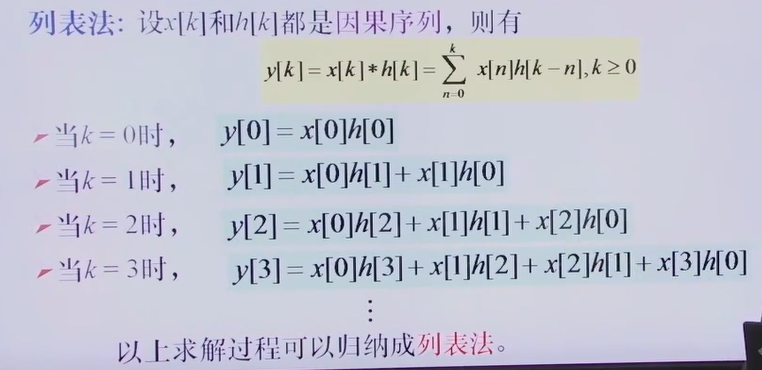 列表法: 设x[k]和h[k]都是因果序列，则有
y[k] = x[k] * h[k] = \sum_{n=0}^{k} x[n]h[k-n], k ≥ 0
当k = 0时， y[0] = x[0]h[0]
当k = 1时， y[1] = x[0]h[1] + x[1]h[0]
当k = 2时， y[2] = x[0]h[2] + x[1]h[1] + x[2]h[0]
当k = 3时， y[3] = x[0]h[3] + x[1]h[2] + x[2]h[1] + x[3]h[0]
⋮
以上求解过程可以归纳成列表法。